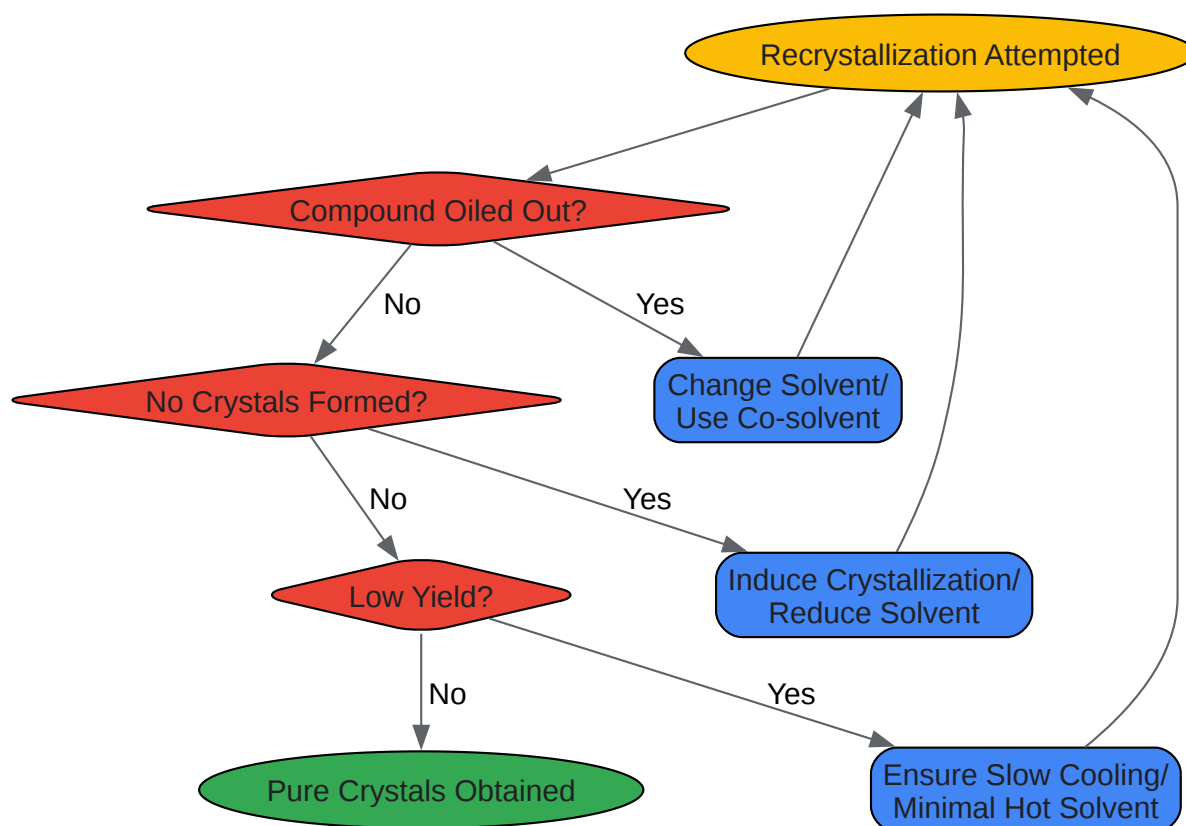 Recrystallization Attempted
Compound Oiled Out?
No
Yes
Change Solvent/
Use Co-solvent
No Crystals Formed?
No
Yes
Induce Crystallization/
Reduce Solvent
Low Yield?
No
Yes
Pure Crystals Obtained
Ensure Slow Cooling/
Minimal Hot Solvent